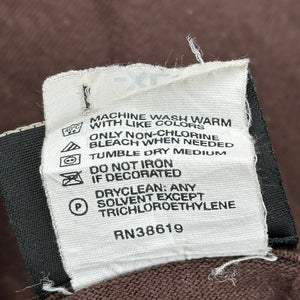 MACHINE WASH WARM
WITH LIKE COLORS
ONLY NON-CHLORINE
BLEACH WHEN NEEDED
TUMBLE DRY MEDIUM
DO NOT IRON
IF DECORATED
DRYCLEAN: ANY
SOLVENT EXCEPT
TRICHLOROETHYLENE
RN38619